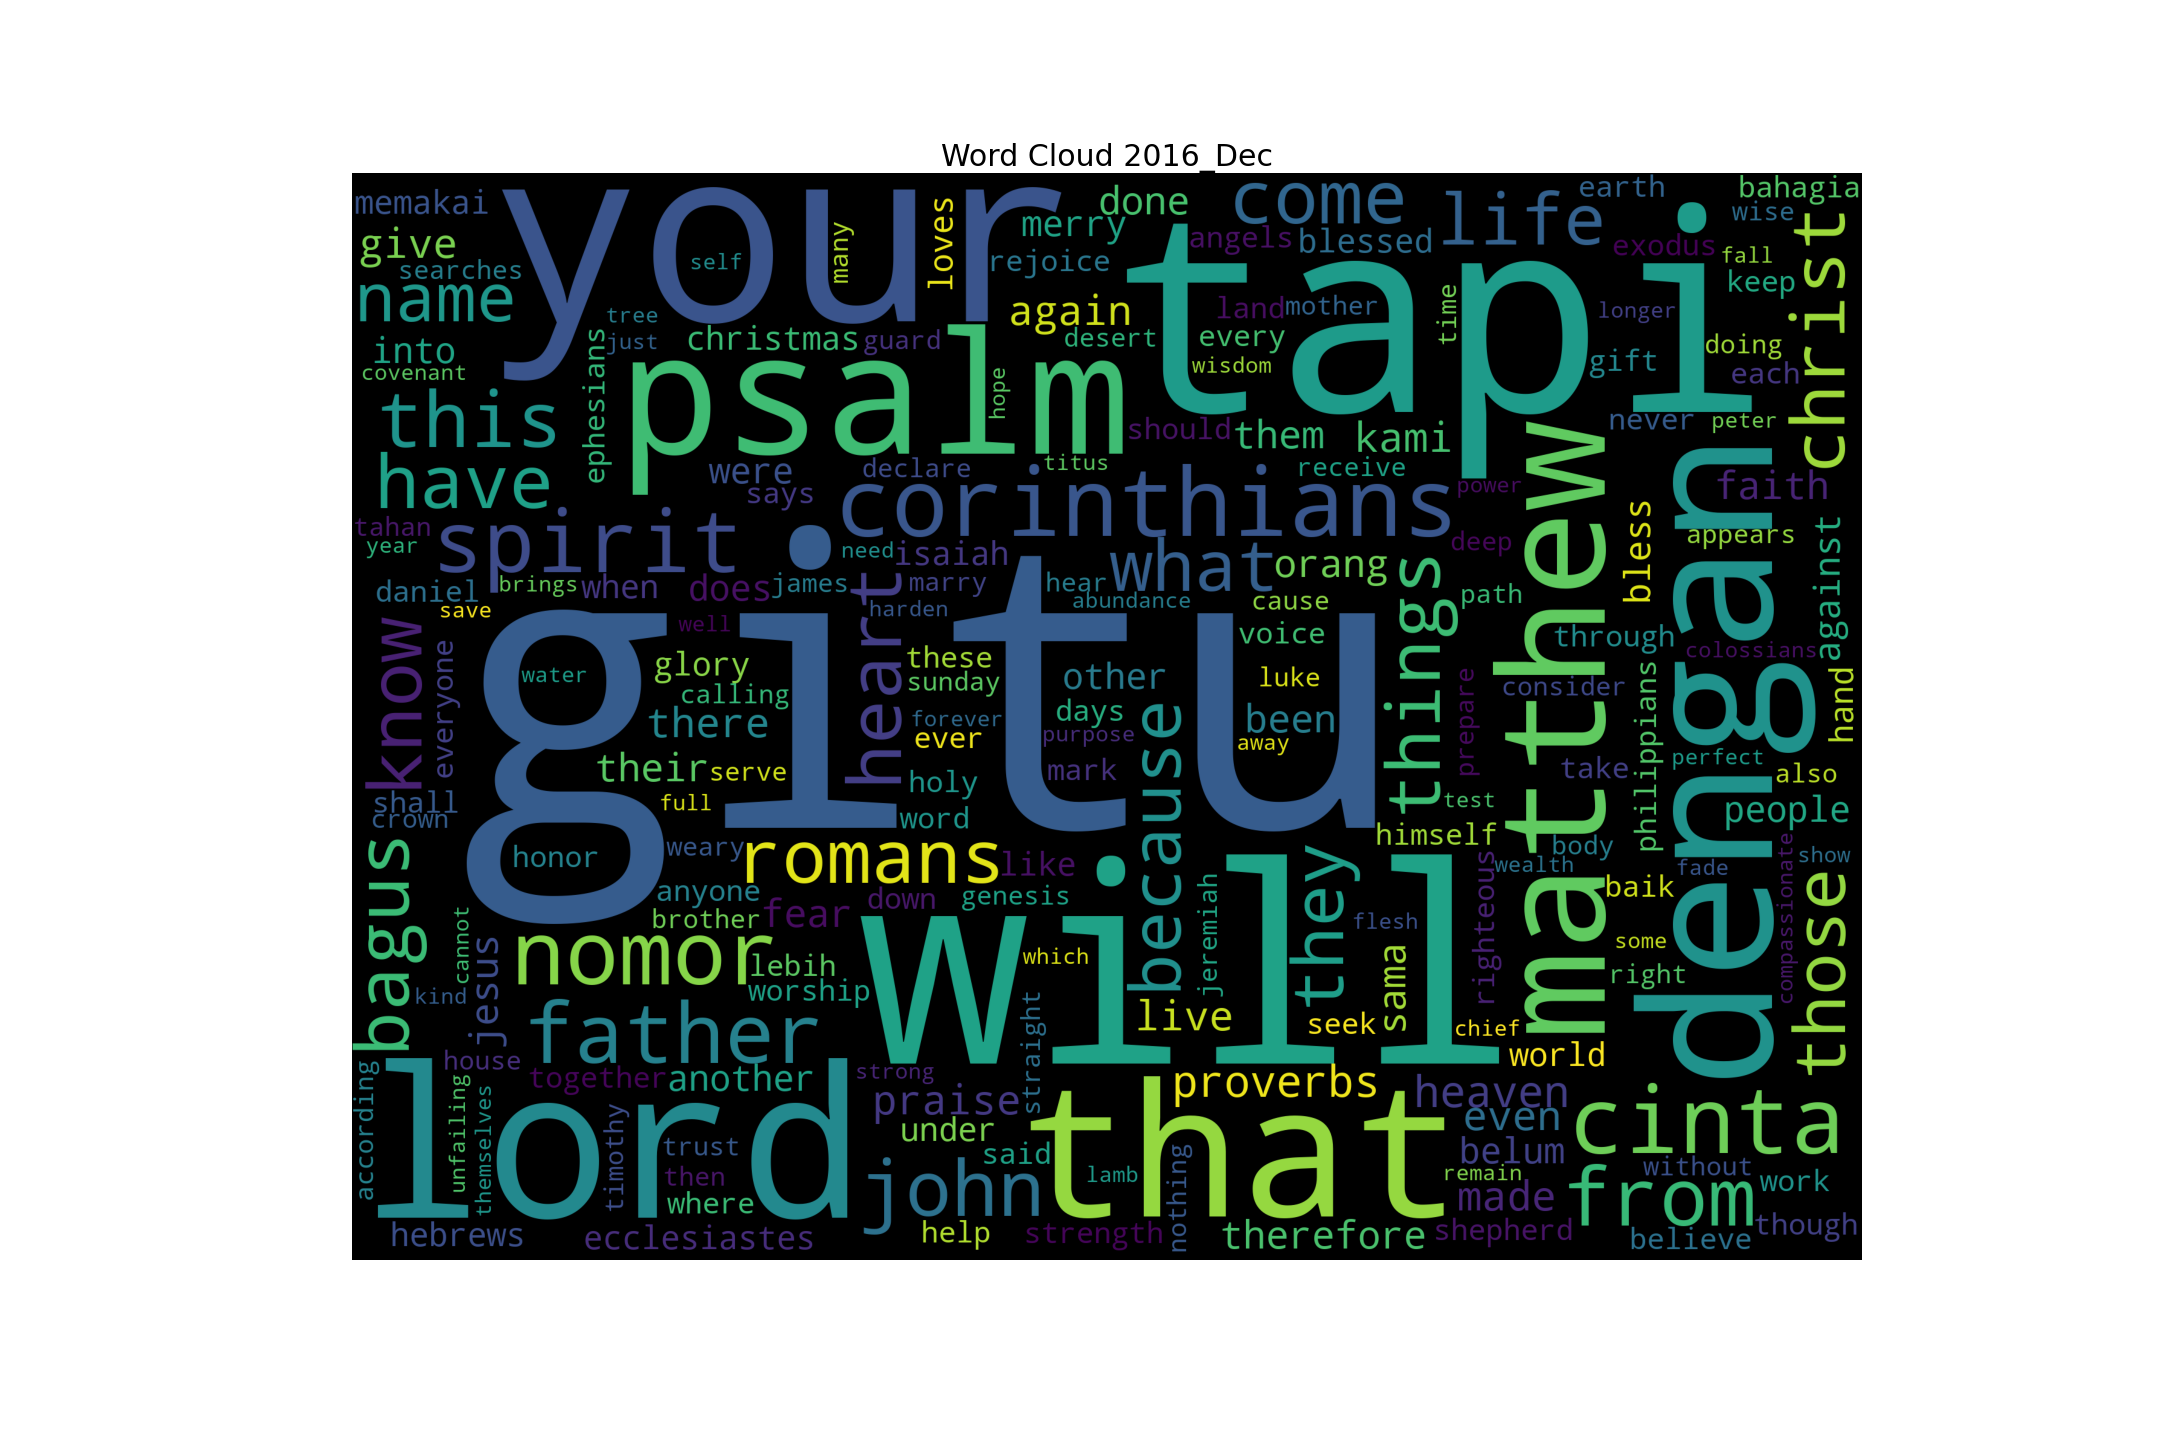 Word Cloud 2016_Dec
memakai
your
loves
done
come
life
earth
bahagia
wise
give
many
merry
angels
blessed
tapi
exodus
christ
searches
self
rejoice
fall
name
again
land
mother
time
longer
keep
tree
just
christmas
guard
desert
every
gift
doing
into
covenant
ephesians
psalm
hope
wisdom
each
this
should
them
kami
never
peter
have
were
declare
titus
receive
says
corinthians
power
matthew
dengan
faith
tahan
year
spirit
need
isaiah
what
orang
deep
bless
appears
against
daniel
brings
when
does
james
marry
hear
abundance
cause
things
path
save
well
heart
harden
gitu
voice
through
know
everyone
water
glory
these
sunday
other
luke
colossians
calling
consider
philippians
hand
there
forever
ever
days
purpose
been
away
prepare
perfect
their
serve
holy
mark
because
take
also
shall
crown
full
word
test
people
honor
weary
romans
like
himself
body
wealth
fade
show
bagus
anyone
down
genesis
they
righteous
baik
those
brother
fear
will
jeremiah
flesh
compassionate
cannot
nomor
lebih
which
sama
some
kind
jesus
worship
live
seek
chief
right
father
straight
world
house
together
another
strong
proverbs
heaven
cinta
according
lord
unfailing
themselves
timothy
praise
that
even
under
trust
said
belum
without
then
lamb
remain
work
where
john
nothing
made
from
hebrews
ecclesiastes
help
strength
therefore
shepherd
believe
though